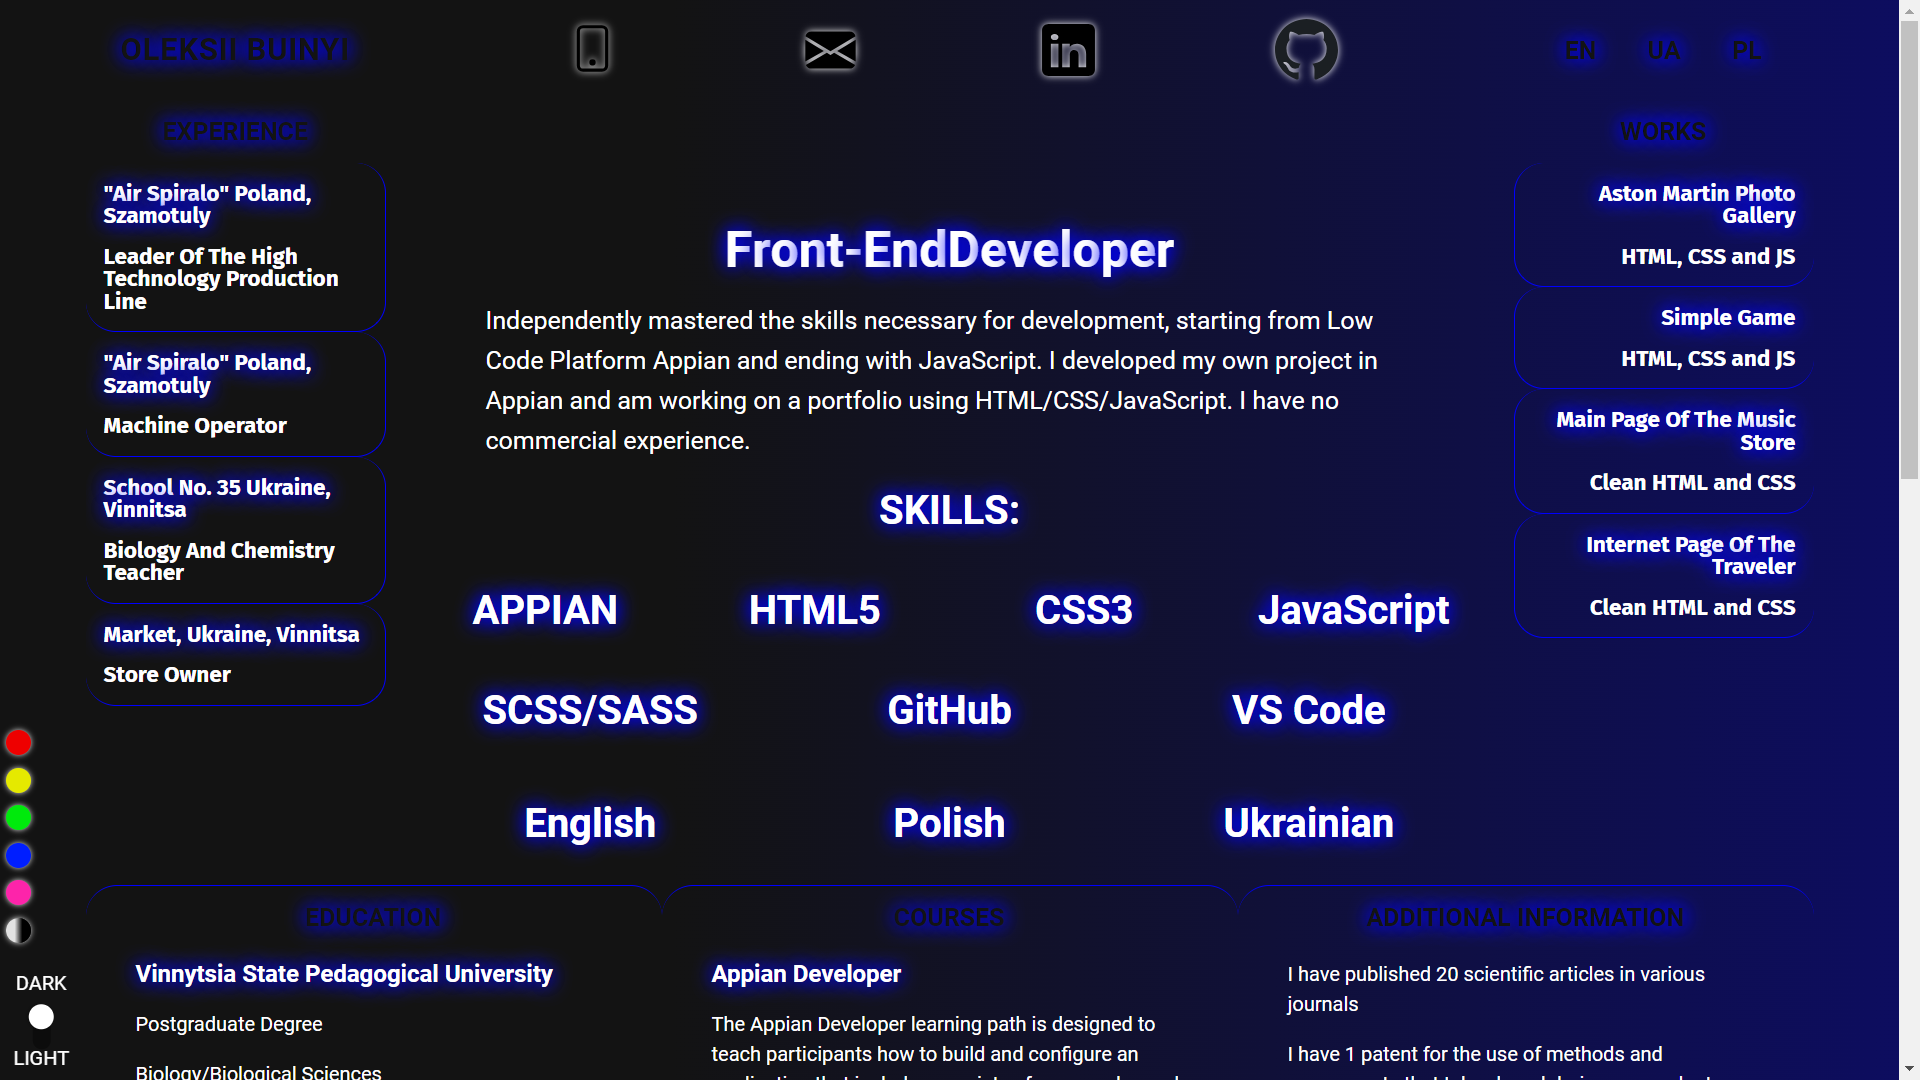 OLEKSII BUINYI
in
EN UA PL
EXPERIENCE
"Air Spiralo" Poland,
Szamotuly
Leader Of The High
Technology Production
Line
"Air Spiralo" Poland,
Szamotuly
Machine Operator
School No. 35 Ukraine,
Vinnitsa
Biology And Chemistry
Teacher
Market, Ukraine, Vinnitsa
Store Owner
Front-EndDeveloper
Independently mastered the skills necessary for development, starting from Low
Code Platform Appian and ending with JavaScript. I developed my own project in
Appian and am working on a portfolio using HTML/CSS/JavaScript. I have no
commercial experience.
SKILLS:
APPIAN HTML5 CSS3 JavaScript
SCSS/SASS GitHub VS Code
English Polish Ukrainian
WORKS
Aston Martin Photo
Gallery
HTML, CSS and JS
Simple Game
HTML, CSS and JS
Main Page Of The Music
Store
Clean HTML and CSS
Internet Page Of The
Traveler
Clean HTML and CSS
DARK
LIGHT
EDUCATION
Vinnytsia State Pedagogical University
Postgraduate Degree
Biology/Biological Sciences
COURSES
Appian Developer
The Appian Developer learning path is designed to
teach participants how to build and configure an
ADDITIONAL INFORMATION
I have published 20 scientific articles in various
journals
I have 1 patent for the use of methods and